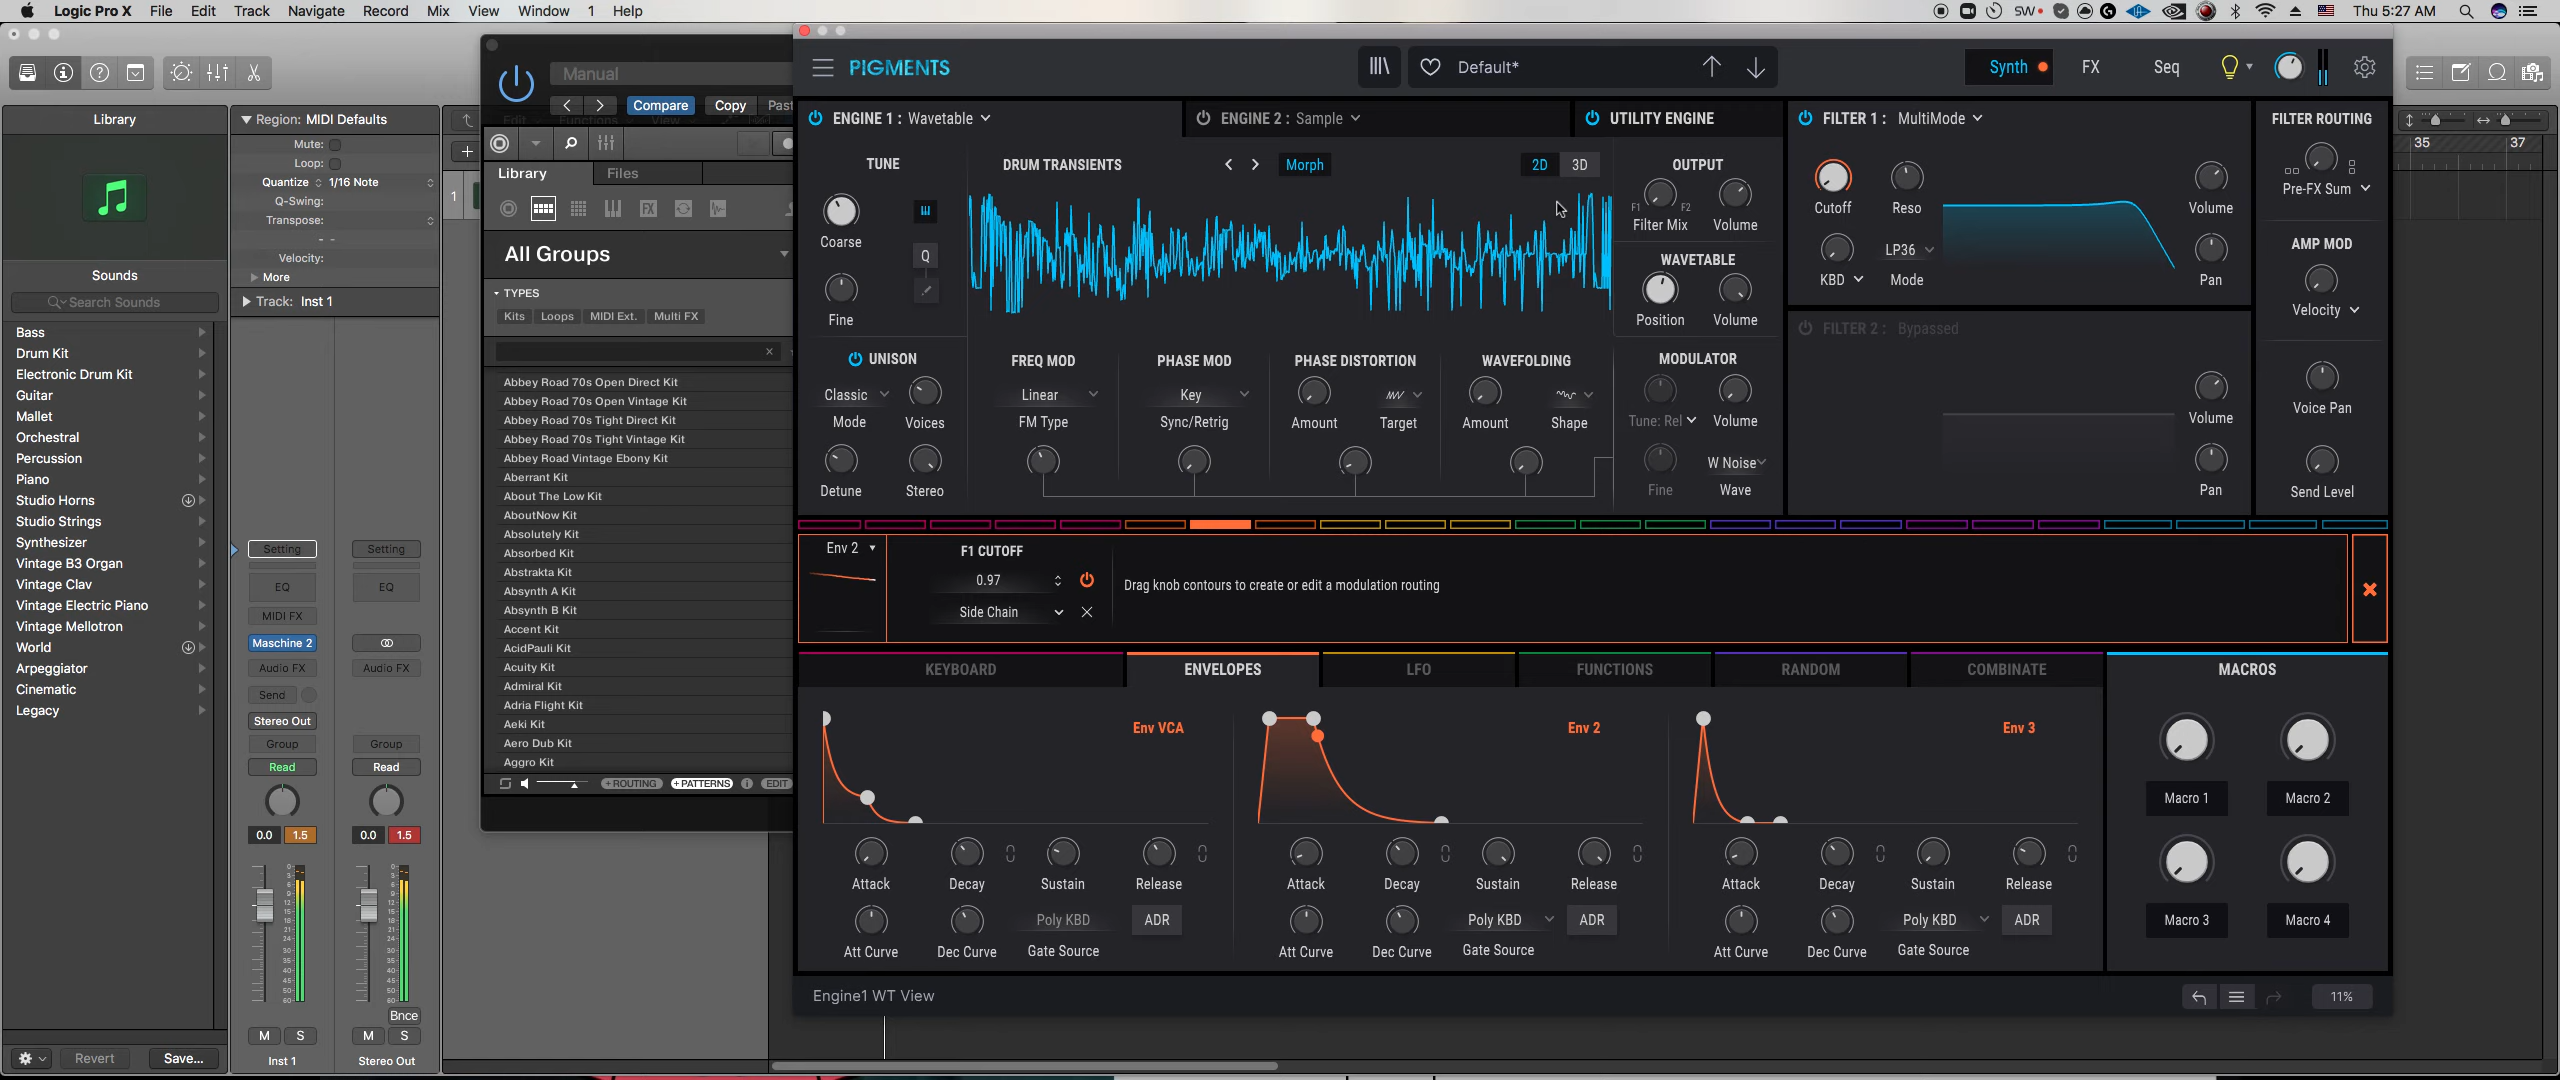 Logic Pro X File Edit Track Navigate Record Mix View Window 1 Help
SW Thu 5:27 AM
Library
Sounds
Search Sounds
Bass
Drum Kit
Electronic Drum Kit
Guitar
Mallet
Orchestral
Percussion
Piano
Studio Horns
Studio Strings
Synthesizer
Vintage B3 Organ
Vintage Clav
Vintage Electric Piano
Vintage Mellotron
World
Arpeggiator
Cinematic
Legacy
Revert Save...
Region: MIDI Defaults
Mute:
Loop:
Quantize 1/16 Note
Q-Swing:
Transpose:
- -
Velocity:
More
Track: Inst 1
Setting Setting
EQ EQ
MIDI FX
Maschine 2
Audio FX Audio FX
Send
Stereo Out
Group Group
Read Read
0.0 1.5 0.0 1.5
Bnce
M S M S
Inst 1 Stereo Out
Manual
Compare Copy Past
Edit Functions View
1
Library Files
All Groups
TYPES
Kits Loops MIDI Ext. Multi FX
Abbey Road 70s Open Direct Kit
Abbey Road 70s Open Vintage Kit
Abbey Road 70s Tight Direct Kit
Abbey Road 70s Tight Vintage Kit
Abbey Road Vintage Ebony Kit
Aberrant Kit
About The Low Kit
AboutNow Kit
Absolutely Kit
Absorbed Kit
Abstrakta Kit
Absynth A Kit
Absynth B Kit
Accent Kit
AcidPauli Kit
Acuity Kit
Admiral Kit
Adria Flight Kit
Aeki Kit
Aero Dub Kit
Aggro Kit
+ROUTING +PATTERNS EDIT
PIGMENTS
Default*
Synth FX Seq
ENGINE 1 : Wavetable
ENGINE 2 : Sample
UTILITY ENGINE
TUNE
Coarse
Q
Fine
DRUM TRANSIENTS
Morph
2D 3D
OUTPUT
F1 F2
Filter Mix Volume
WAVETABLE
Position Volume
UNISON
Classic
Mode Voices
Detune Stereo
FREQ MOD
Linear
FM Type
PHASE MOD
Key
Sync/Retrig
PHASE DISTORTION
Amount Target
WAVEFOLDING
Amount Shape
MODULATOR
Tune: Rel Volume
W Noise
Fine Wave
FILTER 1 : MultiMode
Cutoff Reso Volume
LP36
KBD Mode Pan
FILTER 2 : Bypassed
Volume
Pan
FILTER ROUTING
Pre-FX Sum
AMP MOD
Velocity
Voice Pan
Send Level
35 37
Env 2
F1 CUTOFF
0.97
Side Chain
Drag knob contours to create or edit a modulation routing
KEYBOARD ENVELOPES LFO FUNCTIONS RANDOM COMBINATE MACROS
Env VCA
Attack Decay Sustain Release
Poly KBD ADR
Att Curve Dec Curve Gate Source
Env 2
Attack Decay Sustain Release
Poly KBD ADR
Att Curve Dec Curve Gate Source
Env 3
Attack Decay Sustain Release
Poly KBD ADR
Att Curve Dec Curve Gate Source
Macro 1 Macro 2
Macro 3 Macro 4
Engine1 WT View
11%